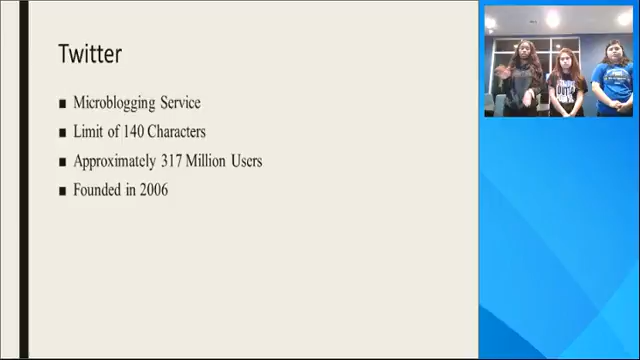 Twitter
■ Microblogging Service
■ Limit of 140 Characters
■ Approximately 317 Million Users
■ Founded in 2006